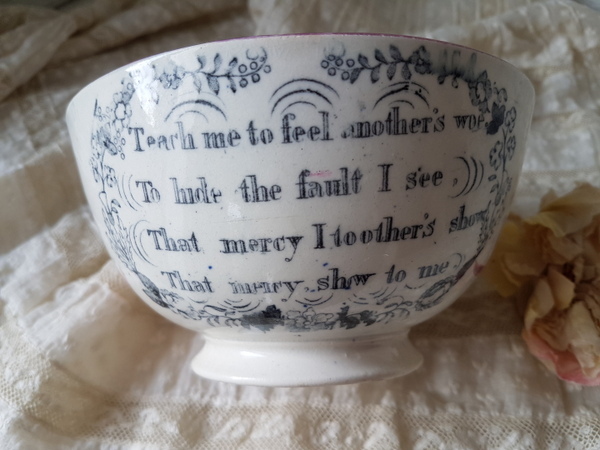 Teach me to feel another's woe
To hide the fault I see,
That mercy I to other's show
That mercy show to me